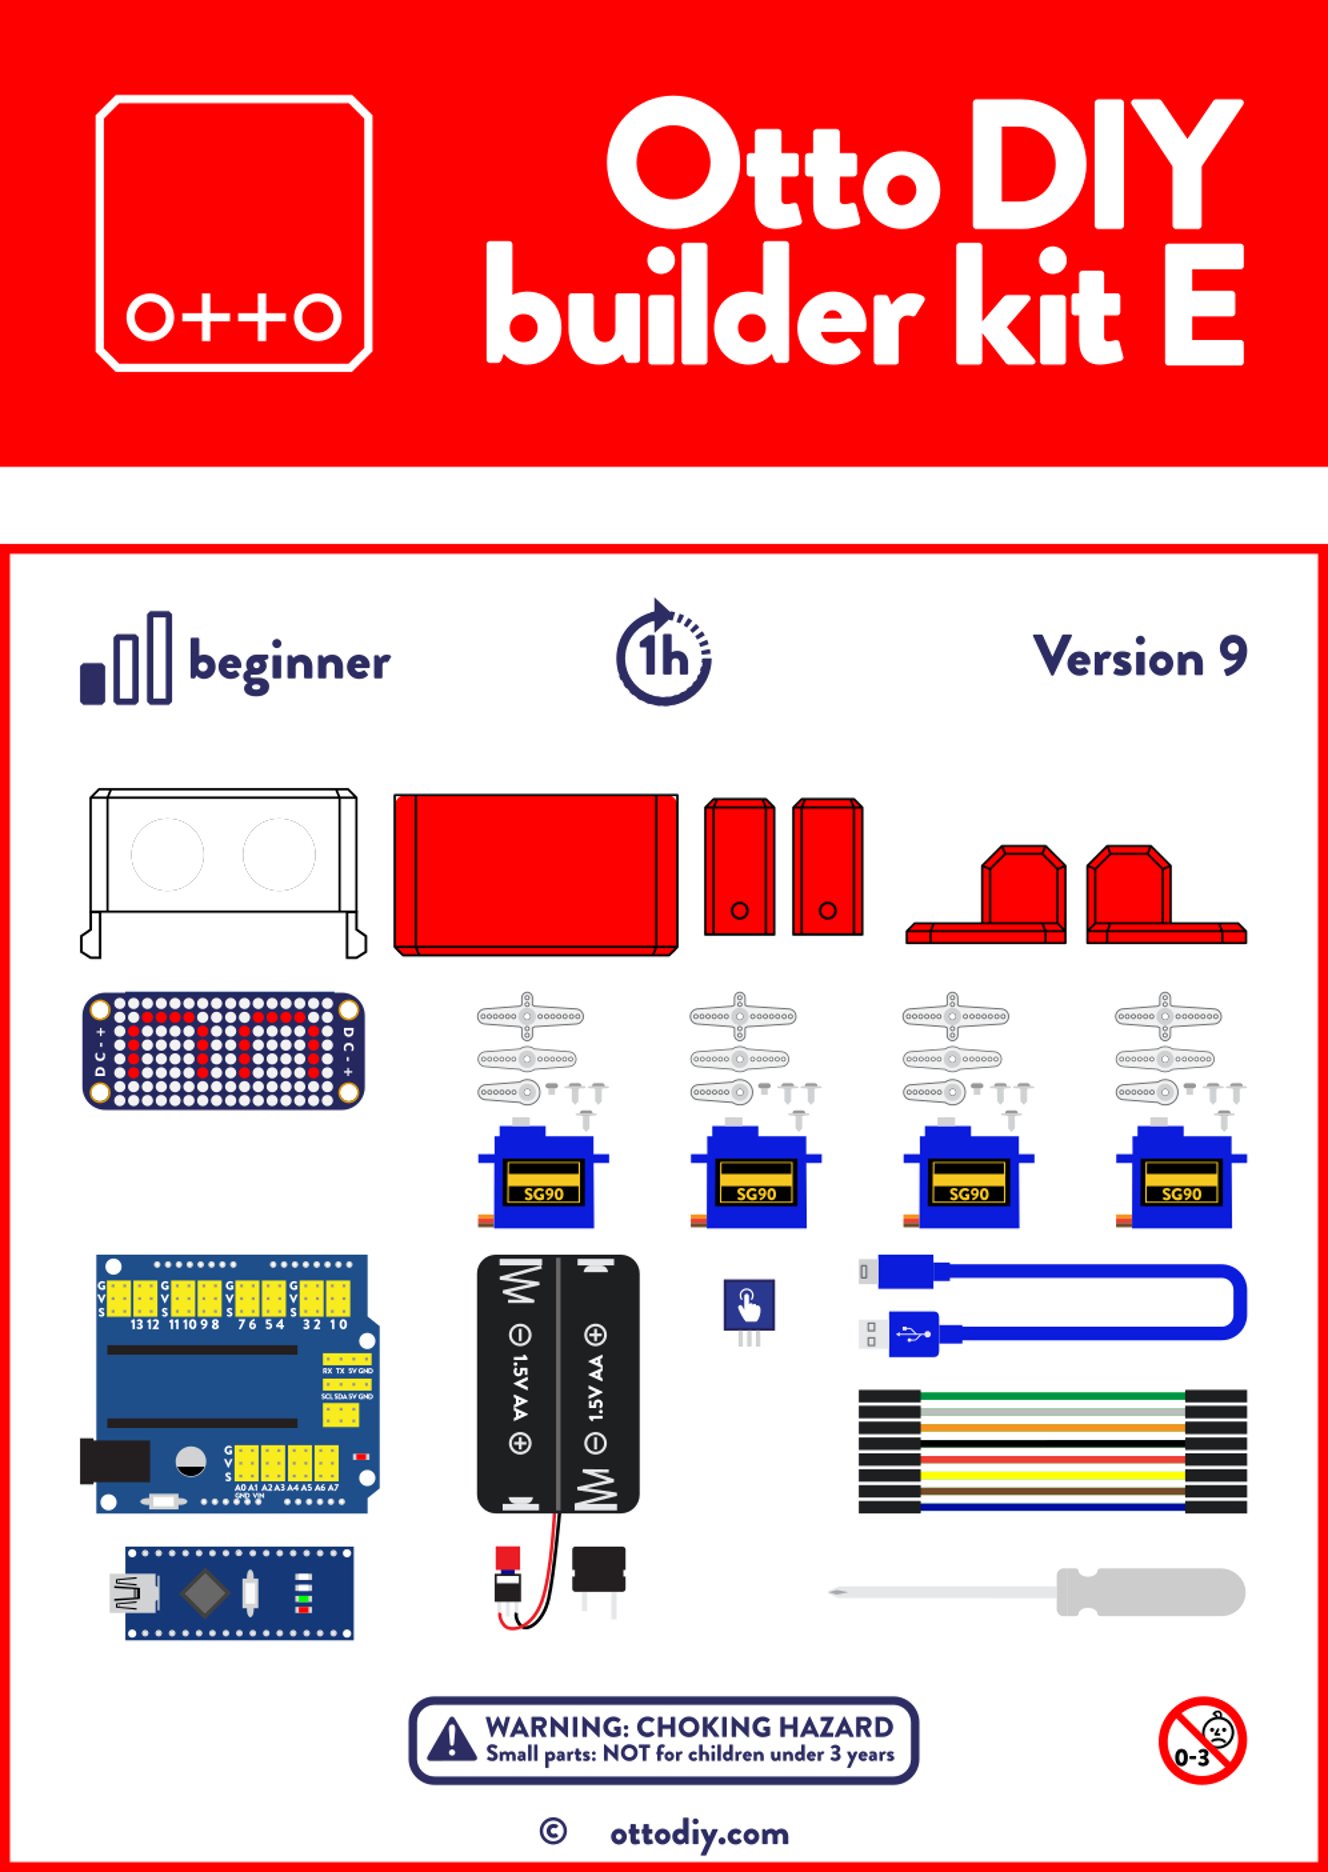 Otto DIY
builder kit E
o++o
beginner
1h
Version 9
D C - +
D C - +
SG90
SG90
SG90
SG90
G
V
S
G
V
S
G
V
S
G
V
S
13 12
11 10 9 8
7 6
5 4
3 2
1 0
RX TX 5V GND
SCL SDA 5V GND
G
V
S
A0 A1 A2 A3 A4 A5 A6 A7
GND VIN
1.5V AA
1.5V AA
WARNING: CHOKING HAZARD
Small parts: NOT for children under 3 years
0-3
© ottodiy.com